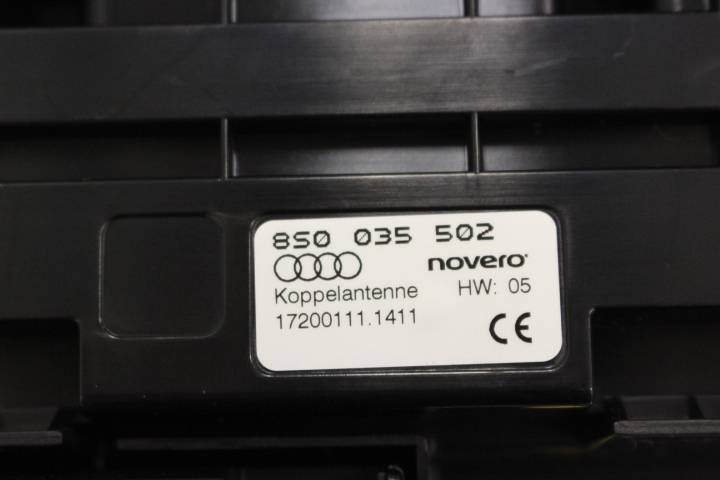 8S0 035 502
novero
Koppelantenne HW: 05
17200111.1411
CE